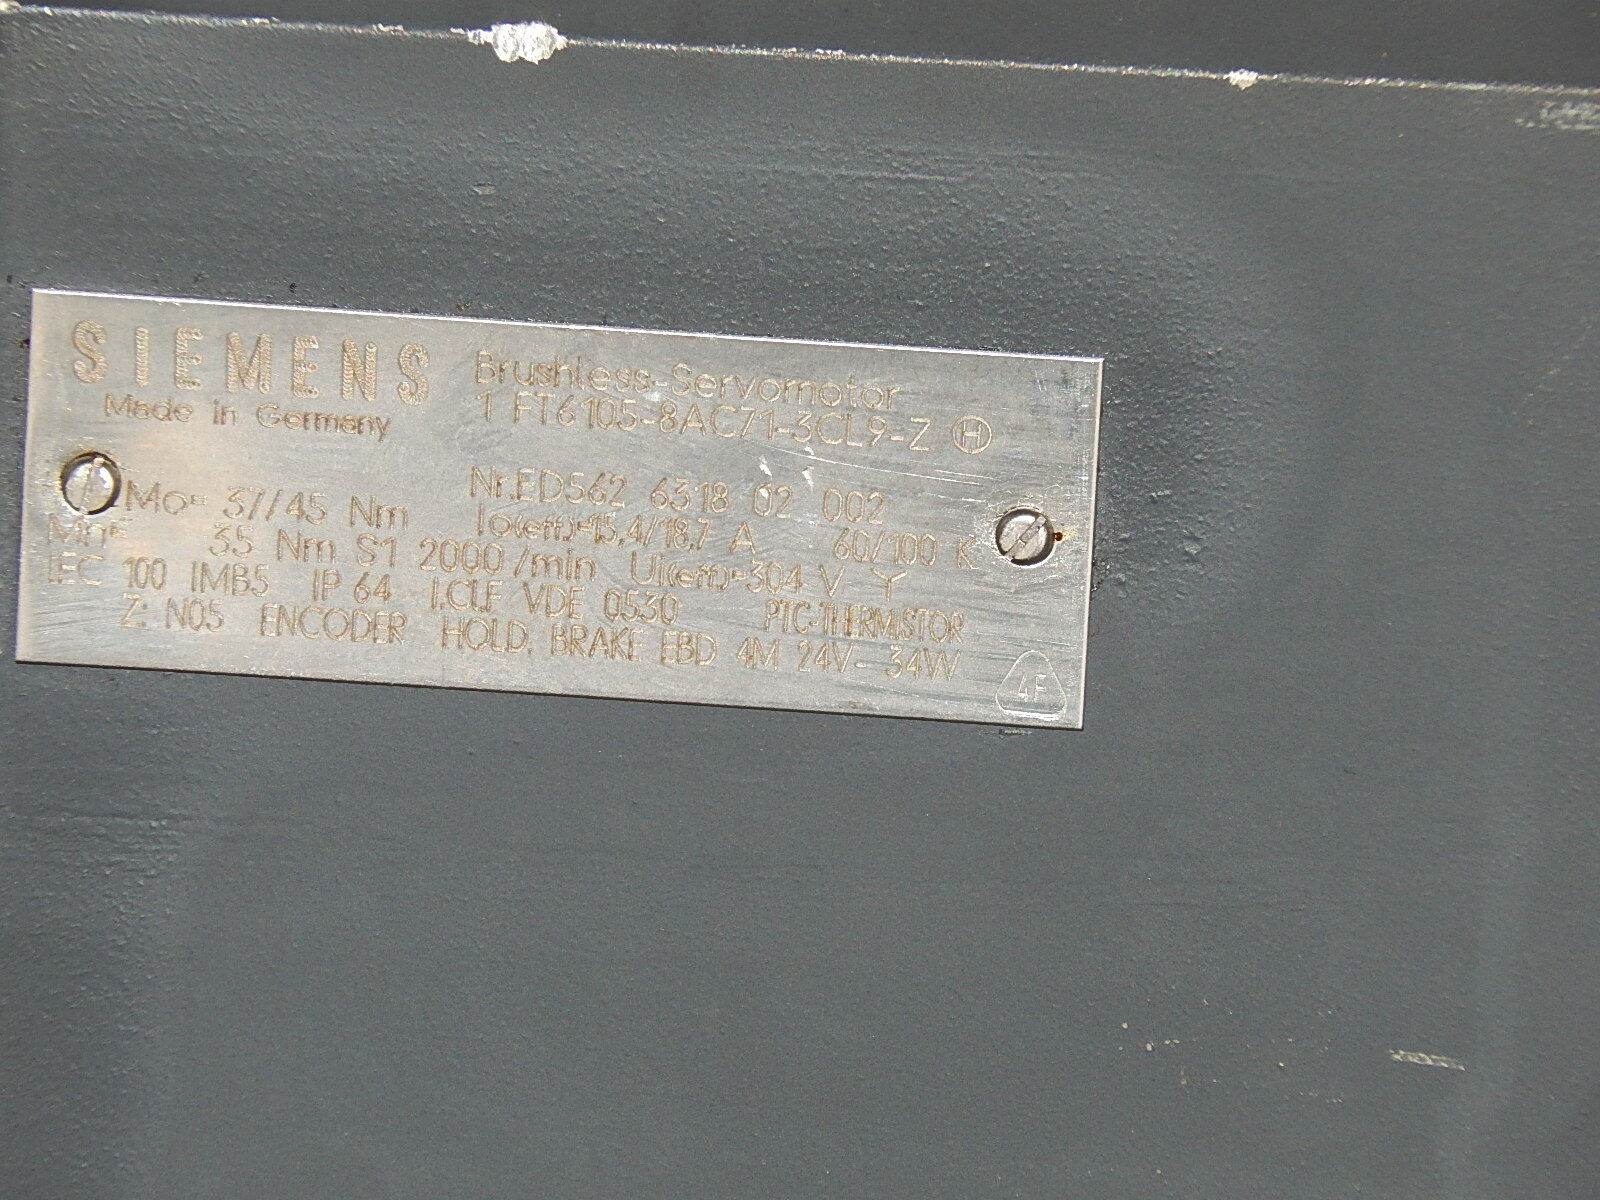 SIEMENS
Made in Germany
Brushless-Servomotor
1 FT6105-8AC71-3CL9-Z H
Nr.ED562 6318 02 002
Mo= 37/45 Nm Io(eff)=15,4/18,7 A 60/100 K
Mn= 35 Nm S1 2000/min Ui(eff)=304 V Y
IEC 100 IMB5 IP 64 I.CI.F VDE 0530 PTC-THERMISTOR
Z: N05 ENCODER HOLD. BRAKE EBD 4M 24V- 34W
4F